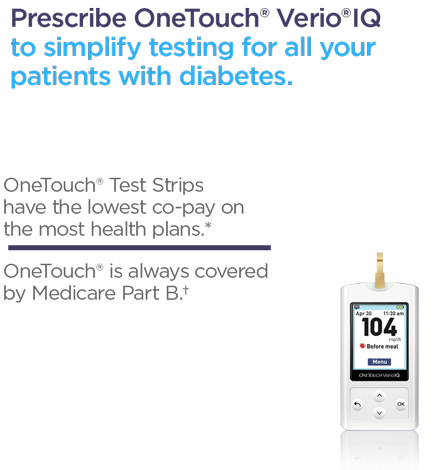 Prescribe OneTouch® Verio®IQ
to simplify testing for all your
patients with diabetes.
OneTouch® Test Strips
have the lowest co-pay on
the most health plans.*
OneTouch® is always covered
by Medicare Part B.†
Apr 30 11:30 am
104
mg/dL
Before meal
Menu
ONETOUCH VerioIQ
OK